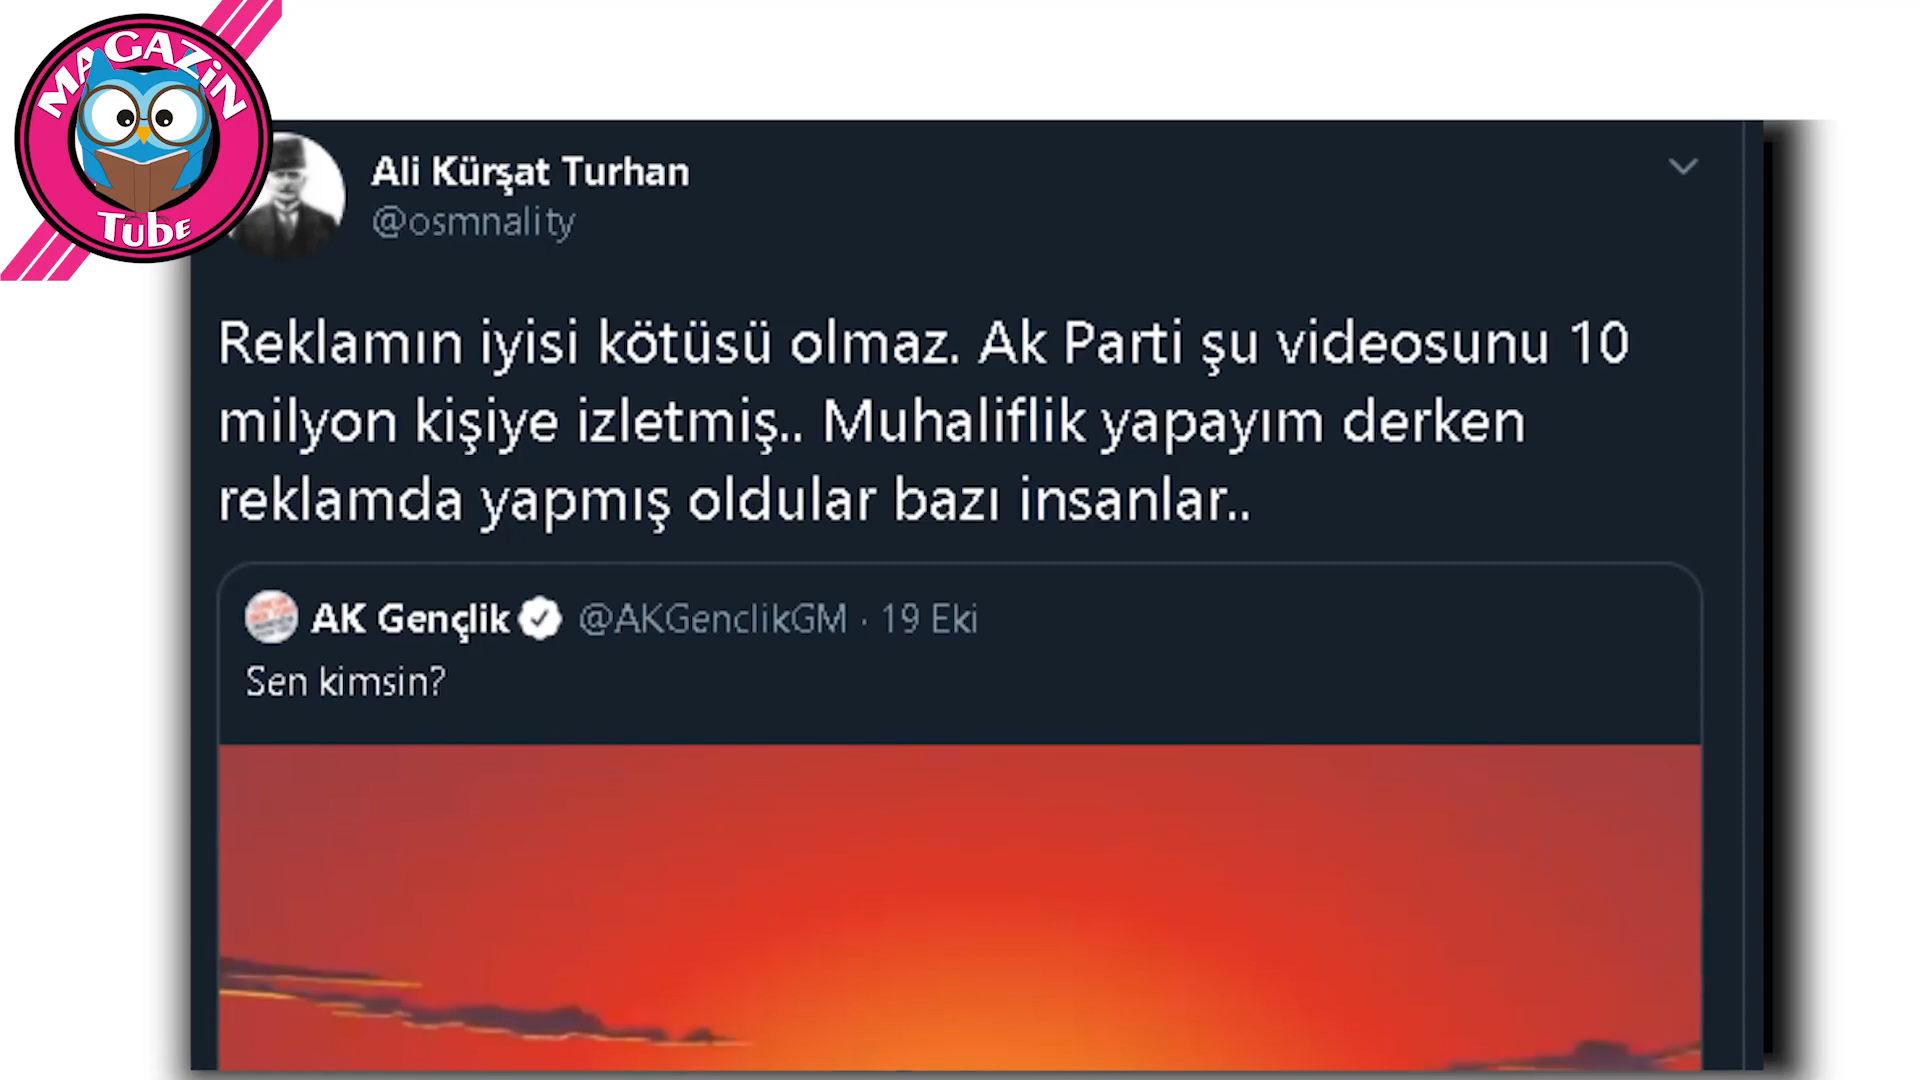 MAGAZiN
Tube
Ali Kürşat Turhan
@osmnality
Reklamın iyisi kötüsü olmaz. Ak Parti şu videosunu 10
milyon kişiye izletmiş.. Muhaliflik yapayım derken
reklamda yapmış oldular bazı insanlar..
AK Gençlik @AKGenclikGM · 19 Eki
Sen kimsin?